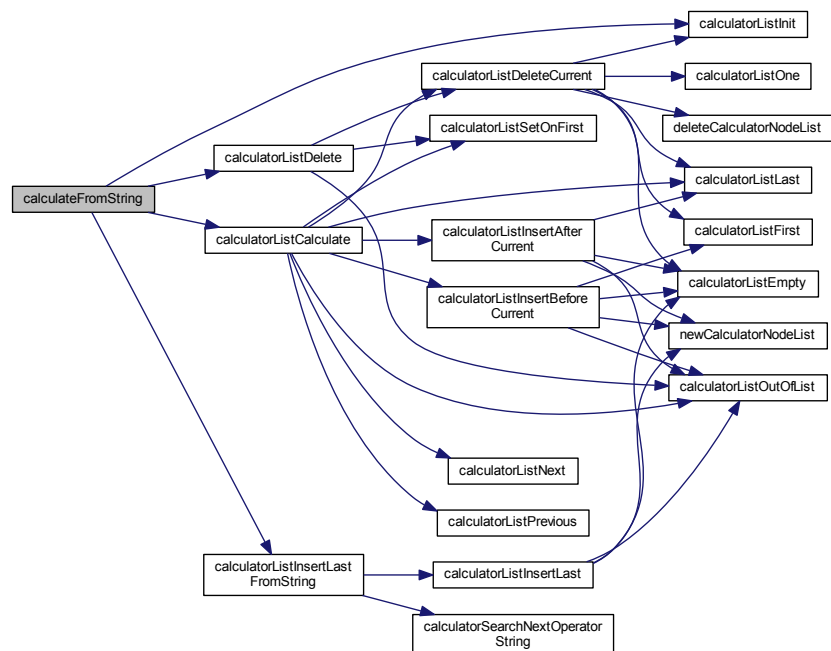 calculatorListInit
calculatorListDeleteCurrent
calculatorListOne
calculatorListSetOnFirst
deleteCalculatorNodeList
calculatorListDelete
calculatorListLast
calculateFromString
calculatorListCalculate
calculatorListInsertAfter
Current
calculatorListFirst
calculatorListEmpty
calculatorListInsertBefore
Current
newCalculatorNodeList
calculatorListOutOfList
calculatorListNext
calculatorListPrevious
calculatorListInsertLast
FromString
calculatorListInsertLast
calculatorSearchNextOperator
String